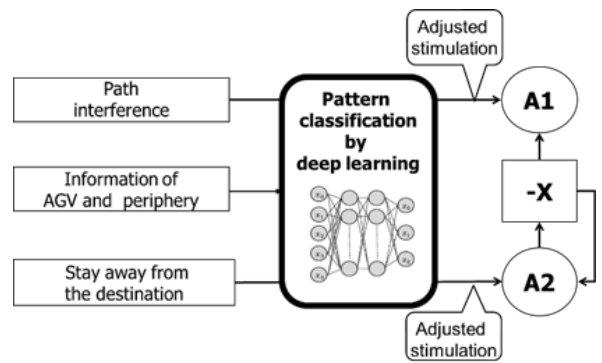 Adjusted
stimulation
Path
interference
Pattern
classification
by
deep learning
A1
Information of
AGV and periphery
-X
Stay away from
the destination
A2
Adjusted
stimulation